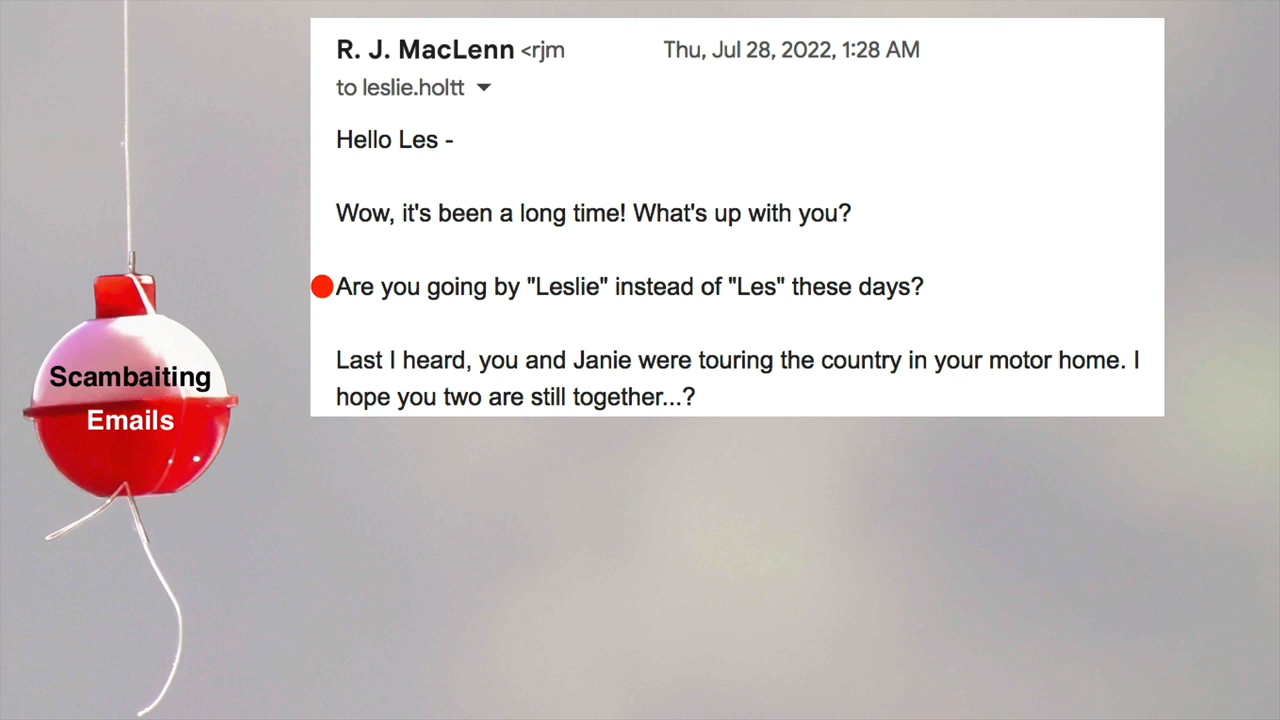 R. J. MacLenn <rjm Thu, Jul 28, 2022, 1:28 AM
to leslie.holtt
Hello Les -
Wow, it's been a long time! What's up with you?
Are you going by "Leslie" instead of "Les" these days?
Last I heard, you and Janie were touring the country in your motor home. I
hope you two are still together...?
Scambaiting
Emails